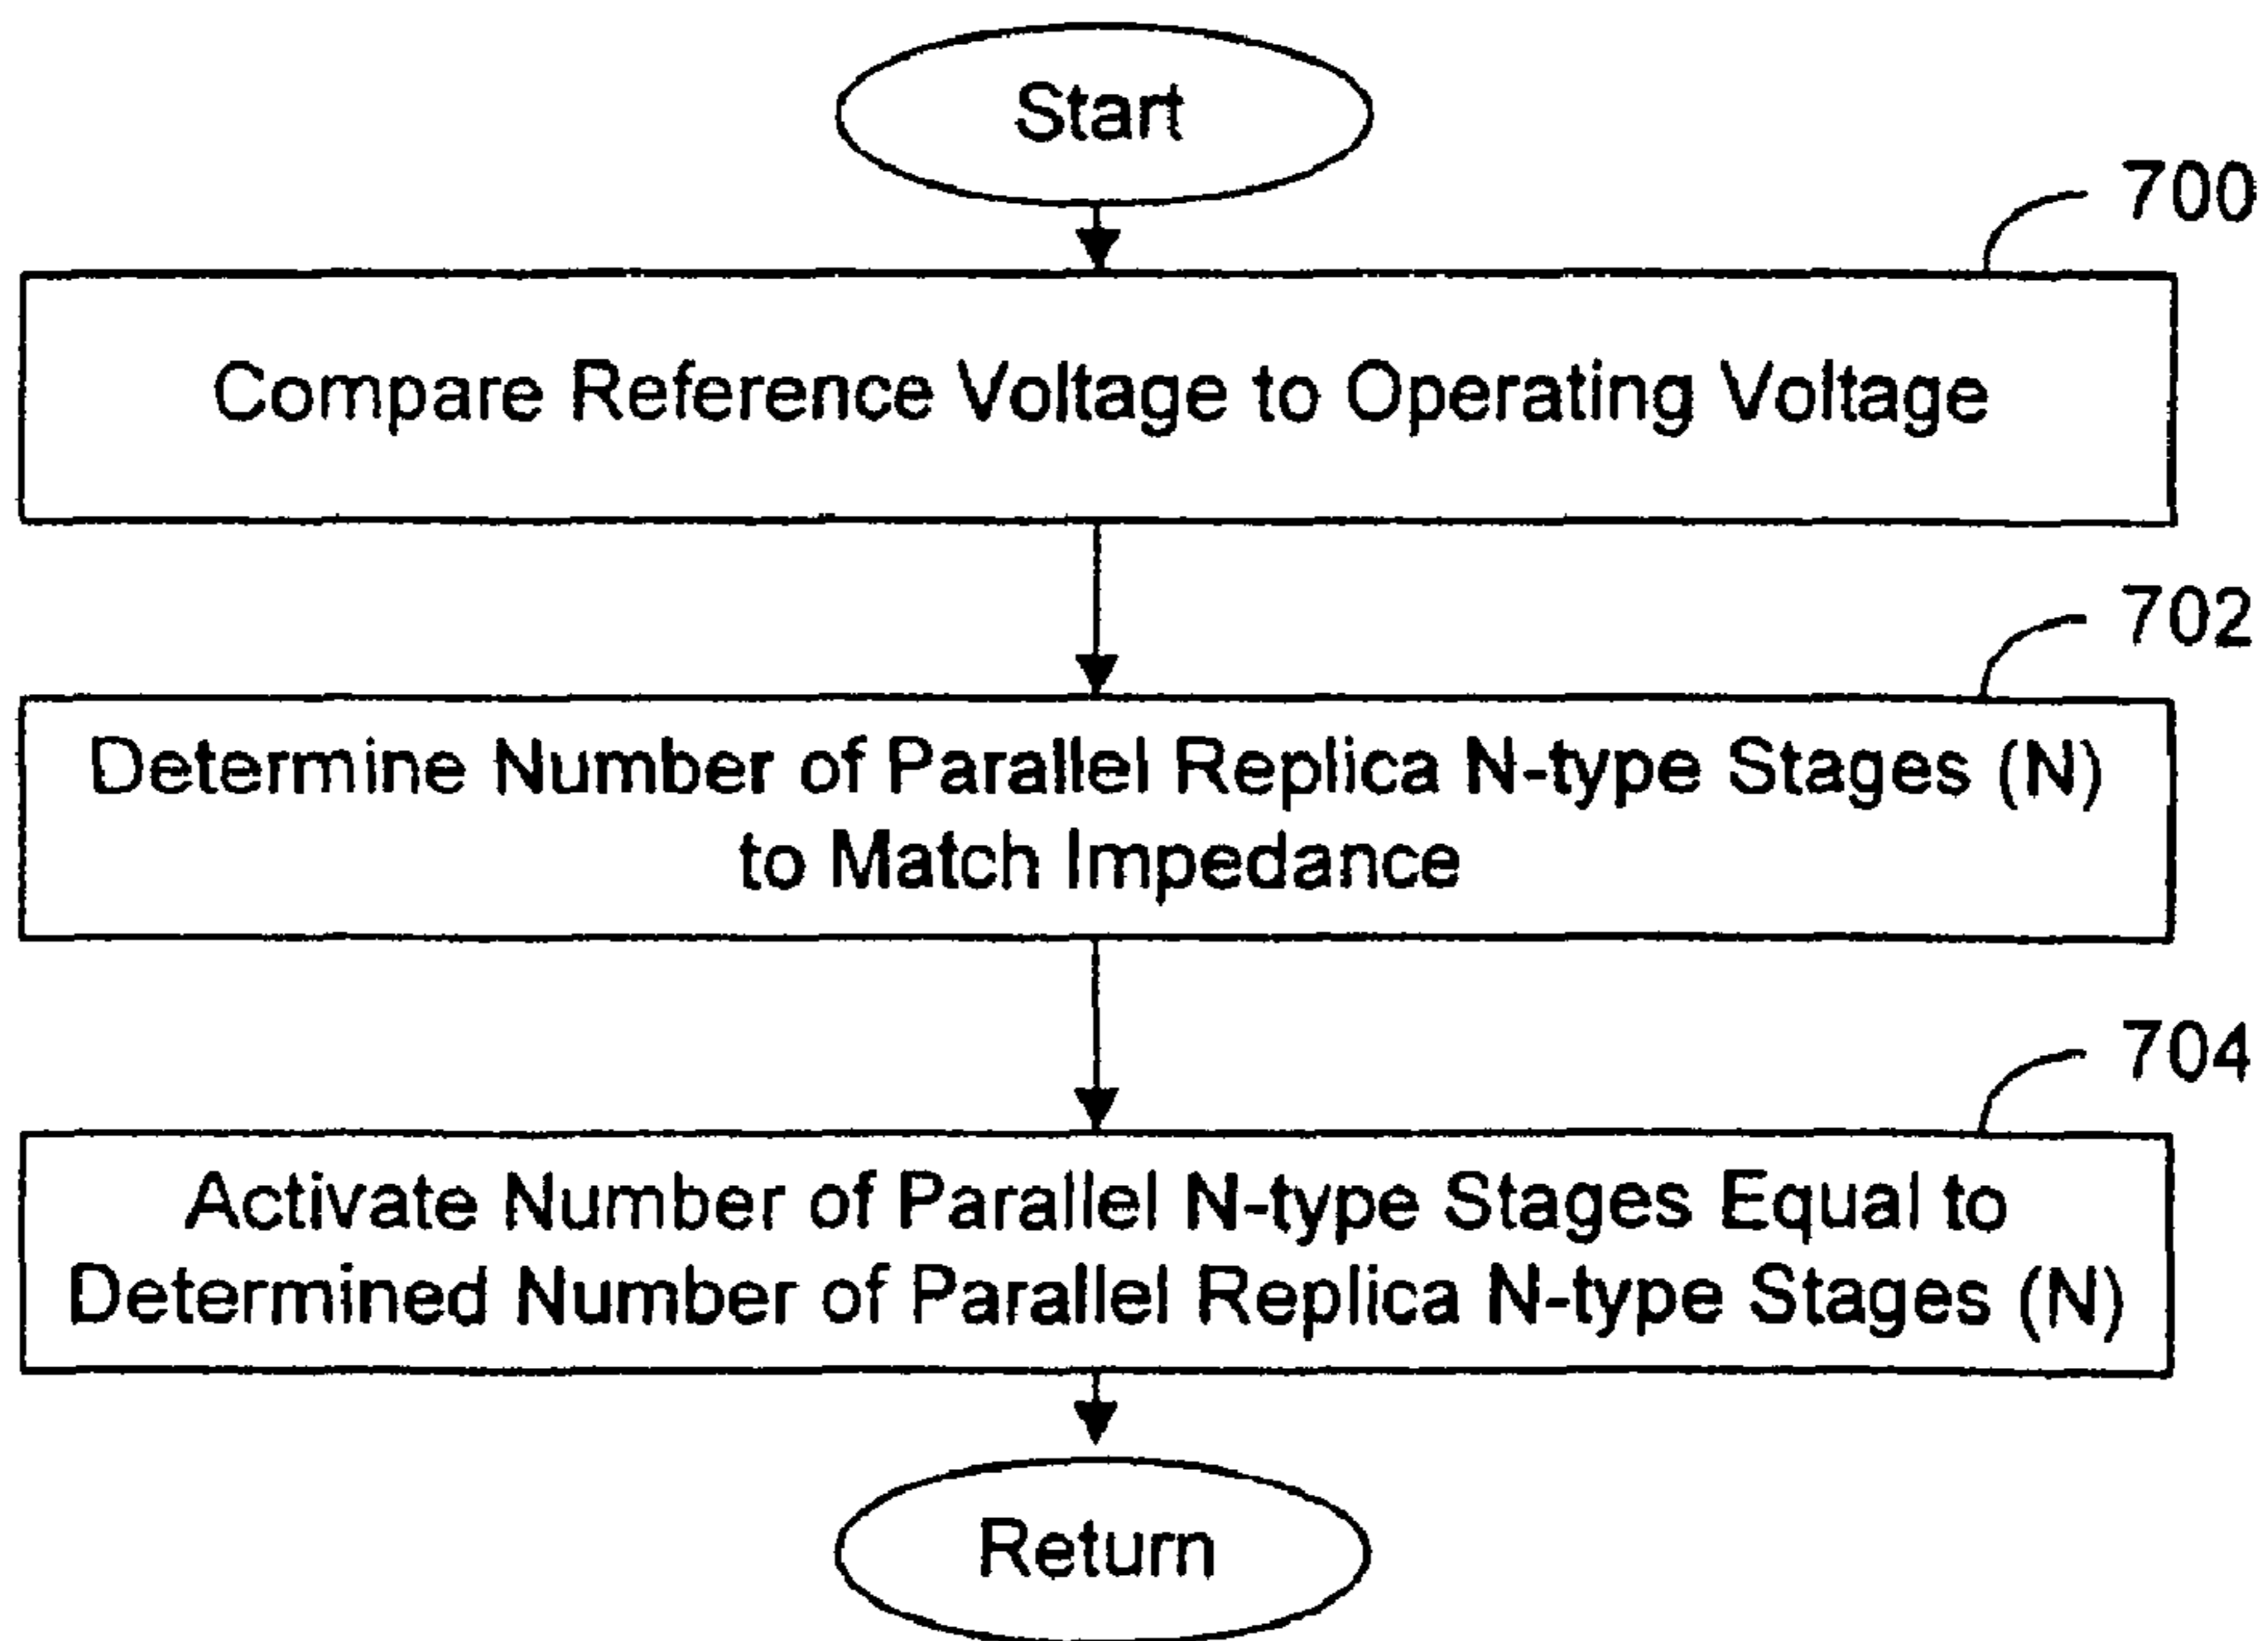 Start
700
Compare Reference Voltage to Operating Voltage
702
Determine Number of Parallel Replica N-type Stages (N)
to Match Impedance
704
Activate Number of Parallel N-type Stages Equal to
Determined Number of Parallel Replica N-type Stages (N)
Return